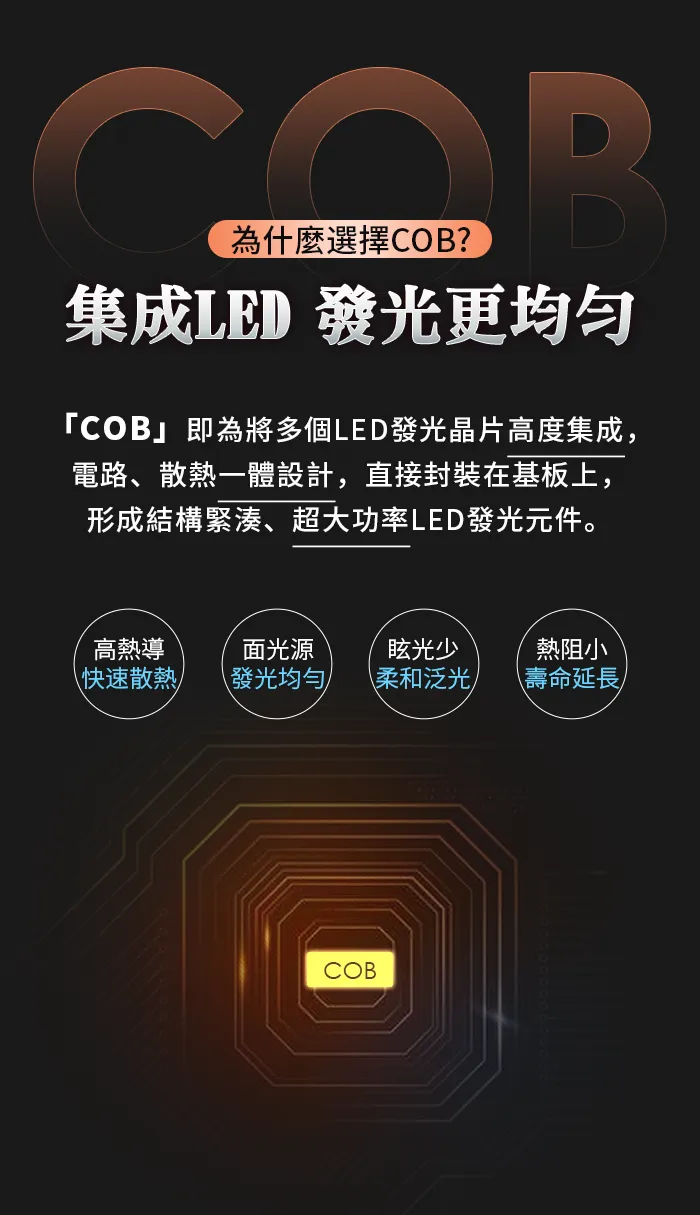 COB
為什麼選擇COB?
集成LED 發光更均勻
「COB」即為將多個LED發光晶片高度集成，
電路、散熱一體設計，直接封裝在基板上，
形成結構緊湊、超大功率LED發光元件。
高熱導
快速散熱
面光源
發光均勻
眩光少
柔和泛光
熱阻小
壽命延長
COB